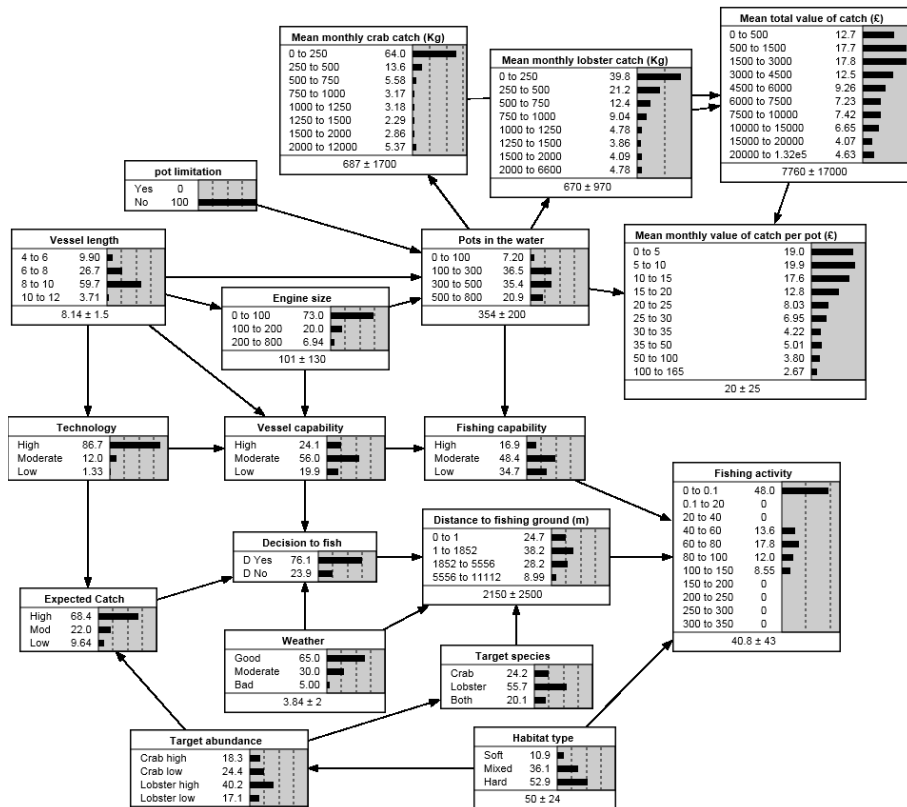 Mean monthly crab catch (Kg)
0 to 250 64.0
250 to 500 13.6
500 to 750 5.58
750 to 1000 3.17
1000 to 1250 3.18
1250 to 1500 2.29
1500 to 2000 2.86
2000 to 12000 5.37
687 ± 1700
Mean monthly lobster catch (Kg)
0 to 250 39.8
250 to 500 21.2
500 to 750 12.4
750 to 1000 9.04
1000 to 1250 4.78
1250 to 1500 3.86
1500 to 2000 4.09
2000 to 6600 4.78
670 ± 970
Mean total value of catch (£)
0 to 500 12.7
500 to 1500 17.7
1500 to 3000 17.8
3000 to 4500 12.5
4500 to 6000 9.26
6000 to 7500 7.23
7500 to 10000 7.42
10000 to 15000 6.65
15000 to 20000 4.07
20000 to 1.32e5 4.63
7760 ± 17000
pot limitation
Yes 0
No 100
Vessel length
4 to 6 9.90
6 to 8 26.7
8 to 10 59.7
10 to 12 3.71
8.14 ± 1.5
Engine size
0 to 100 73.0
100 to 200 20.0
200 to 800 6.94
101 ± 130
Pots in the water
0 to 100 7.20
100 to 300 36.5
300 to 500 35.4
500 to 800 20.9
354 ± 200
Mean monthly value of catch per pot (£)
0 to 5 19.0
5 to 10 19.9
10 to 15 17.6
15 to 20 12.8
20 to 25 8.03
25 to 30 6.95
30 to 35 4.22
35 to 50 5.01
50 to 100 3.80
100 to 165 2.67
20 ± 25
Technology
High 86.7
Moderate 12.0
Low 1.33
Vessel capability
High 24.1
Moderate 56.0
Low 19.9
Fishing capability
High 16.9
Moderate 48.4
Low 34.7
Fishing activity
0 to 0.1 48.0
0.1 to 20 0
20 to 40 0
40 to 60 13.6
60 to 80 17.8
80 to 100 12.0
100 to 150 8.55
150 to 200 0
200 to 250 0
250 to 300 0
300 to 350 0
40.8 ± 43
Decision to fish
D Yes 76.1
D No 23.9
Distance to fishing ground (m)
0 to 1 24.7
1 to 1852 38.2
1852 to 5556 28.2
5556 to 11112 8.99
2150 ± 2500
Expected Catch
High 68.4
Mod 22.0
Low 9.64
Weather
Good 65.0
Moderate 30.0
Bad 5.00
3.84 ± 2
Target species
Crab 24.2
Lobster 55.7
Both 20.1
Target abundance
Crab high 18.3
Crab low 24.4
Lobster high 40.2
Lobster low 17.1
Habitat type
Soft 10.9
Mixed 36.1
Hard 52.9
50 ± 24